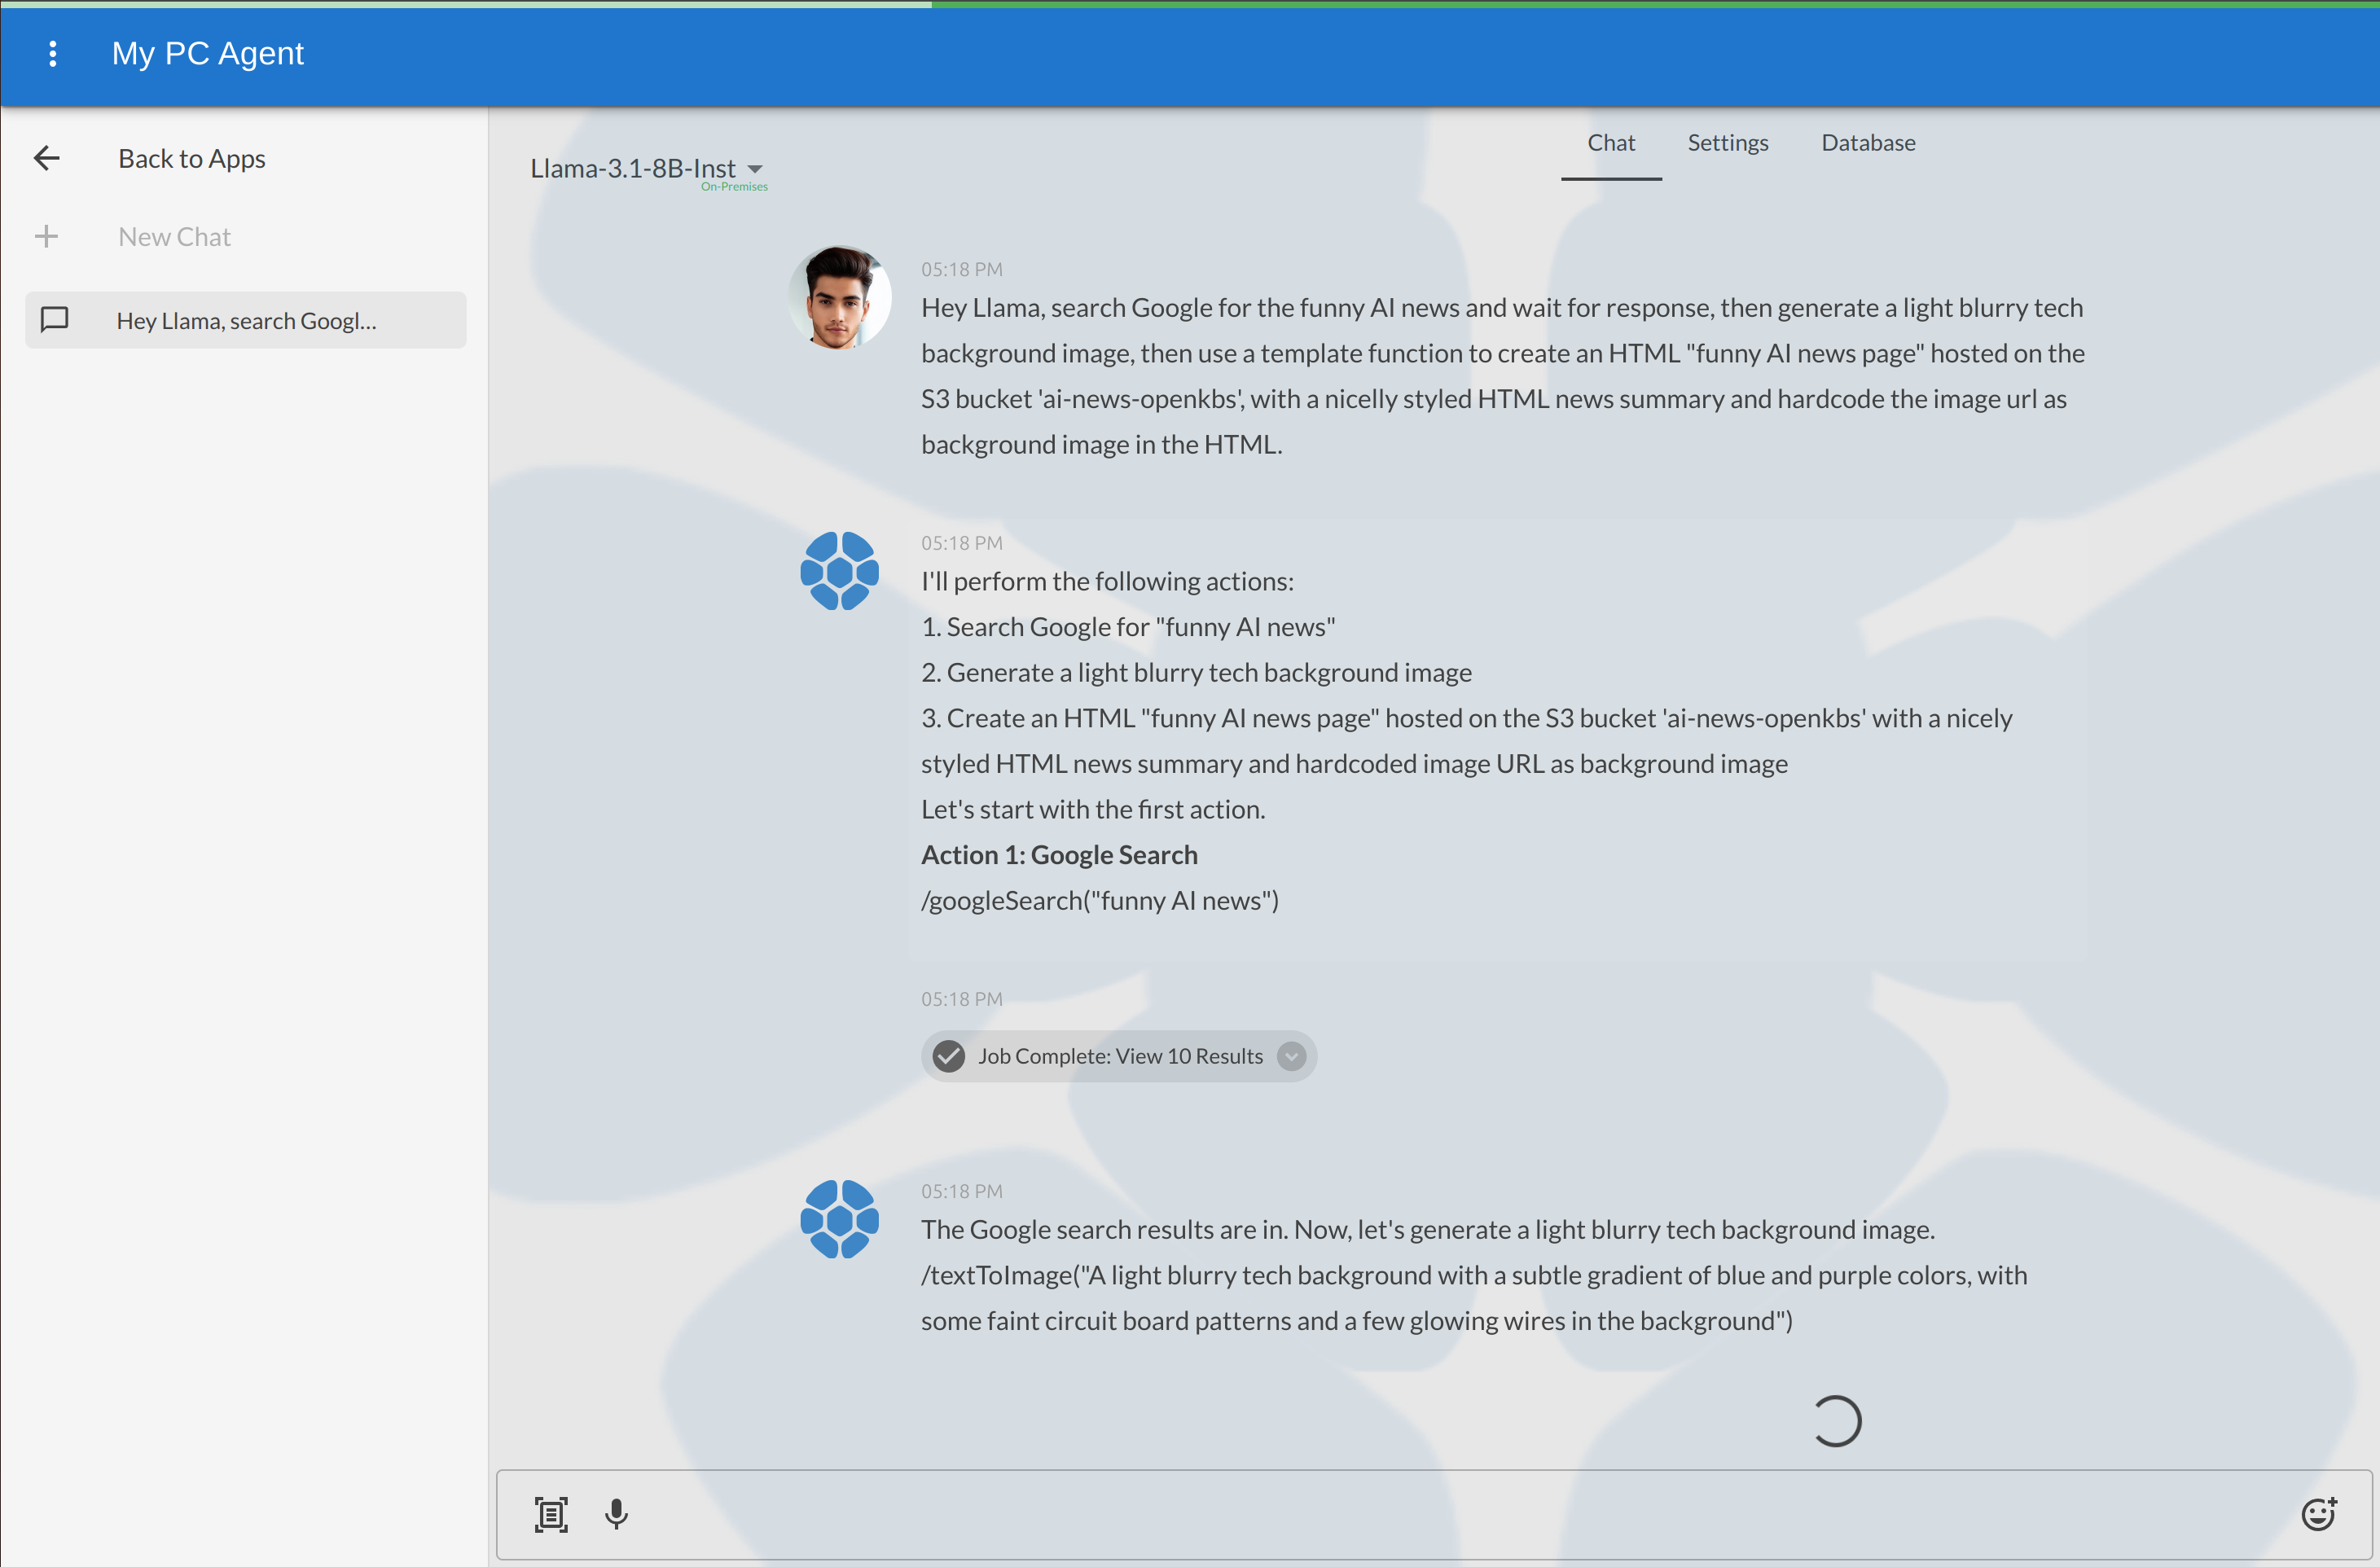 My PC Agent
Back to Apps
New Chat
Hey Llama, search Googl...
Llama-3.1-8B-Inst
On-Premises
Chat
Settings
Database
05:18 PM
Hey Llama, search Google for the funny AI news and wait for response, then generate a light blurry tech
background image, then use a template function to create an HTML "funny AI news page" hosted on the
S3 bucket 'ai-news-openkbs', with a nicelly styled HTML news summary and hardcode the image url as
background image in the HTML.
05:18 PM
I'll perform the following actions:
1. Search Google for "funny AI news"
2. Generate a light blurry tech background image
3. Create an HTML "funny AI news page" hosted on the S3 bucket 'ai-news-openkbs' with a nicely
styled HTML news summary and hardcoded image URL as background image
Let's start with the first action.
Action 1: Google Search
/googleSearch("funny AI news")
05:18 PM
Job Complete: View 10 Results
05:18 PM
The Google search results are in. Now, let's generate a light blurry tech background image.
/textToImage("A light blurry tech background with a subtle gradient of blue and purple colors, with
some faint circuit board patterns and a few glowing wires in the background")